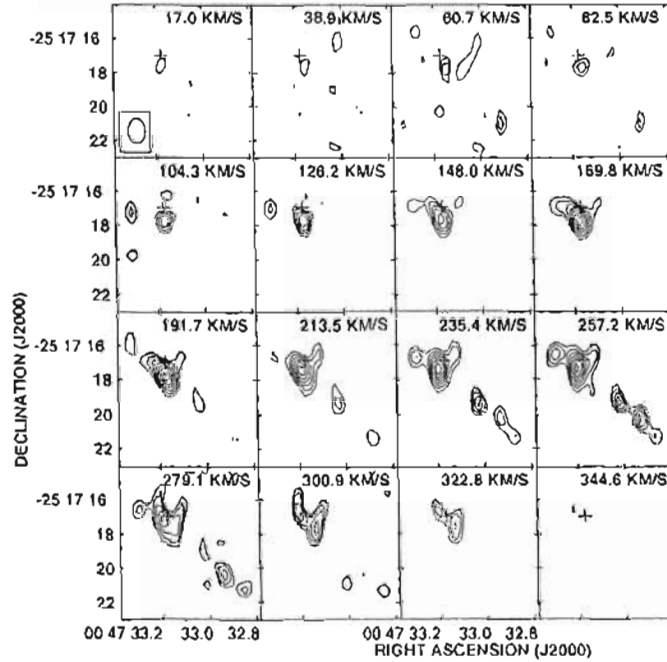 17.0 KM/S 38.9 KM/S 60.7 KM/S 82.5 KM/S
-25 17 16
18
20
22
104.3 KM/S 126.2 KM/S 148.0 KM/S 169.8 KM/S
-25 17 16
18
20
22
191.7 KM/S 213.5 KM/S 235.4 KM/S 257.2 KM/S
-25 17 16
18
20
22
279.1 KM/S 300.9 KM/S 322.8 KM/S 344.6 KM/S
-25 17 16
18
20
22
00 47 33.2 33.0 32.8 00 47 33.2 33.0 32.8
RIGHT ASCENSION (J2000)
DECLINATION (J2000)